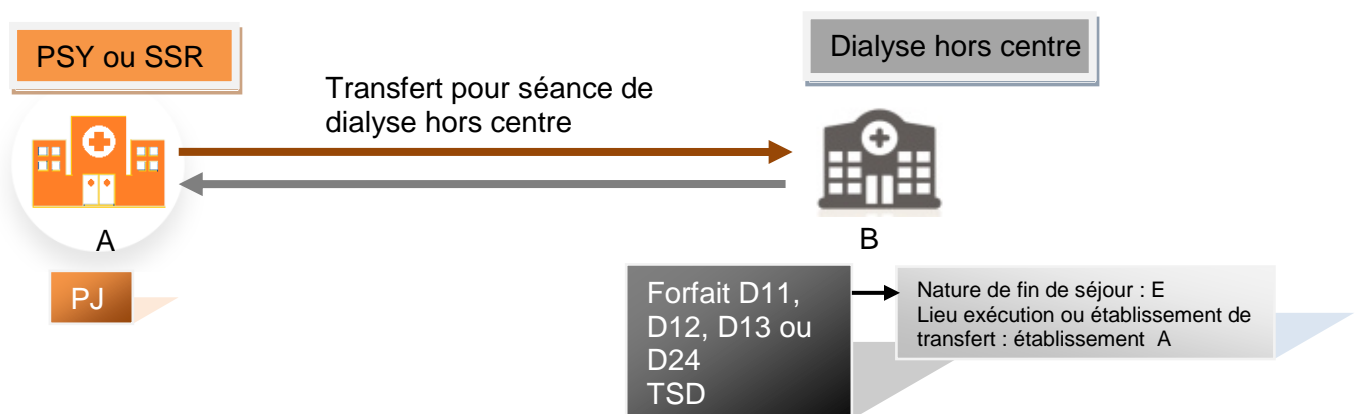 PSY ou SSR
Dialyse hors centre
Transfert pour séance de
dialyse hors centre
A
B
PJ
Forfait D11,
D12, D13 ou
D24
TSD
Nature de fin de séjour : E
Lieu exécution ou établissement de
transfert : établissement A